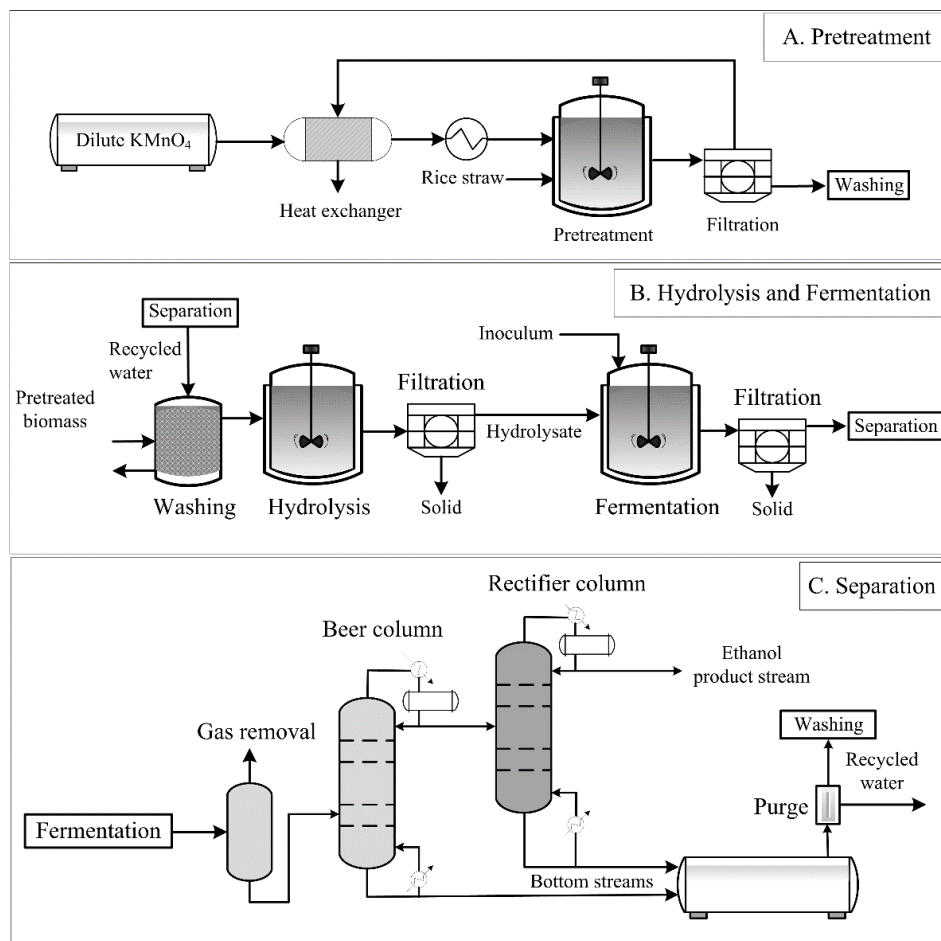 A. Pretreatment
Dilute KMnO₄
Rice straw
Heat exchanger
Pretreatment
Filtration
Washing
B. Hydrolysis and Fermentation
Separation
Recycled
water
Pretreated
biomass
Washing
Hydrolysis
Filtration
Solid
Hydrolysate
Inoculum
Fermentation
Filtration
Solid
Separation
C. Separation
Rectifier column
Beer column
Ethanol
product stream
Gas removal
Washing
Recycled
water
Purge
Fermentation
Bottom streams